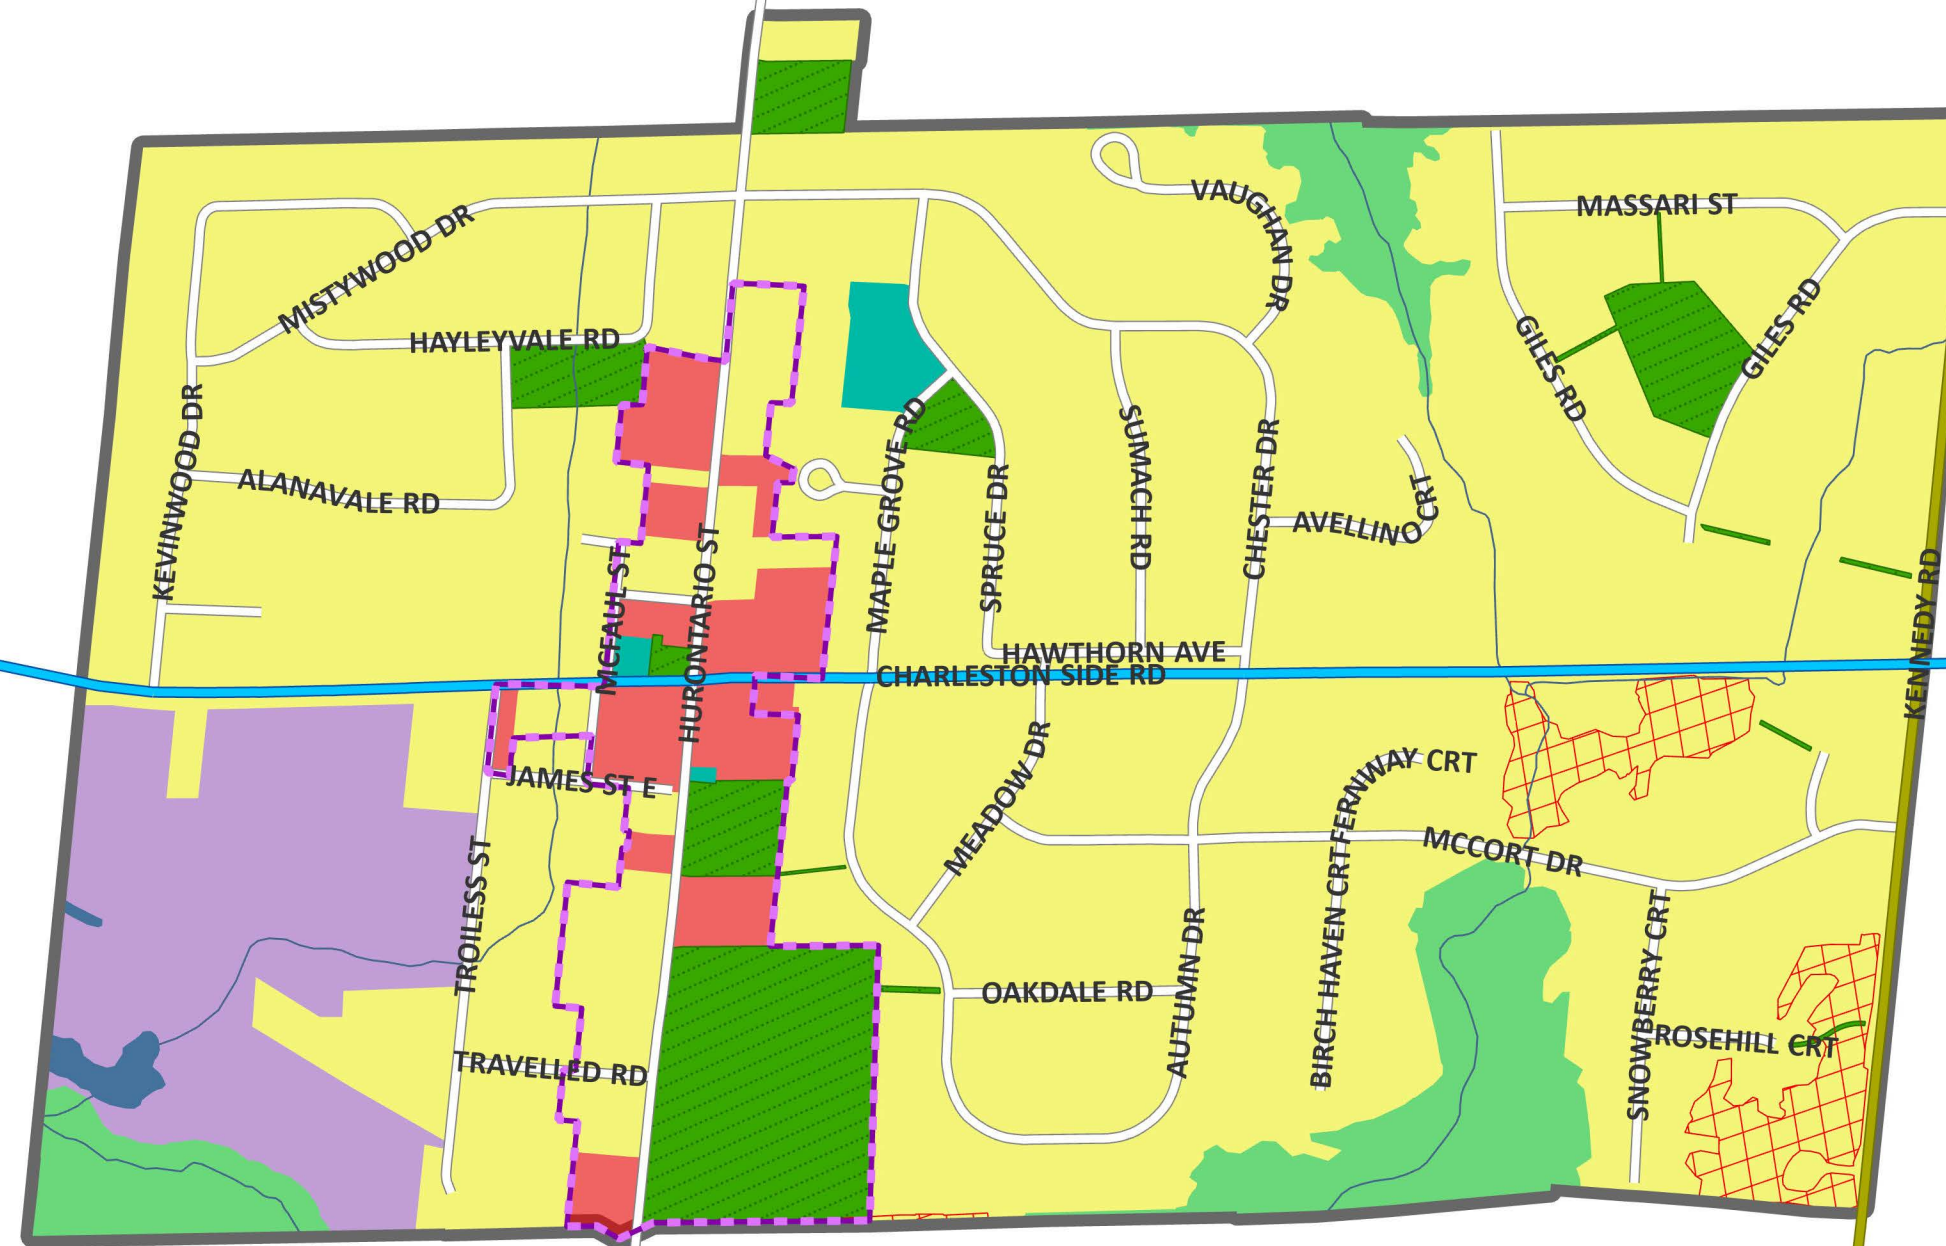 VAUGHAN DR
MASSARI ST
MISTYWOOD DR
HAYLEYVALE RD
GILES RD
GILES RD
KEVINWOOD DR
ALANAVALE RD
MAPLE GROVE RD
SPRUCE DR
SUMACH RD
CHESTER DR
AVELLINO CRT
MCFAUL ST
HURONTARIO ST
KENNEDY RD
HAWTHORN AVE
CHARLESTON SIDE RD
JAMES ST E
MEADOW DR
FERNWAY CRT
MCCORT DR
TROILESS ST
BIRCH HAVEN CRT
SNOWBERRY CRT
OAKDALE RD
AUTUMN DR
ROSEHILL CRT
TRAVELLED RD